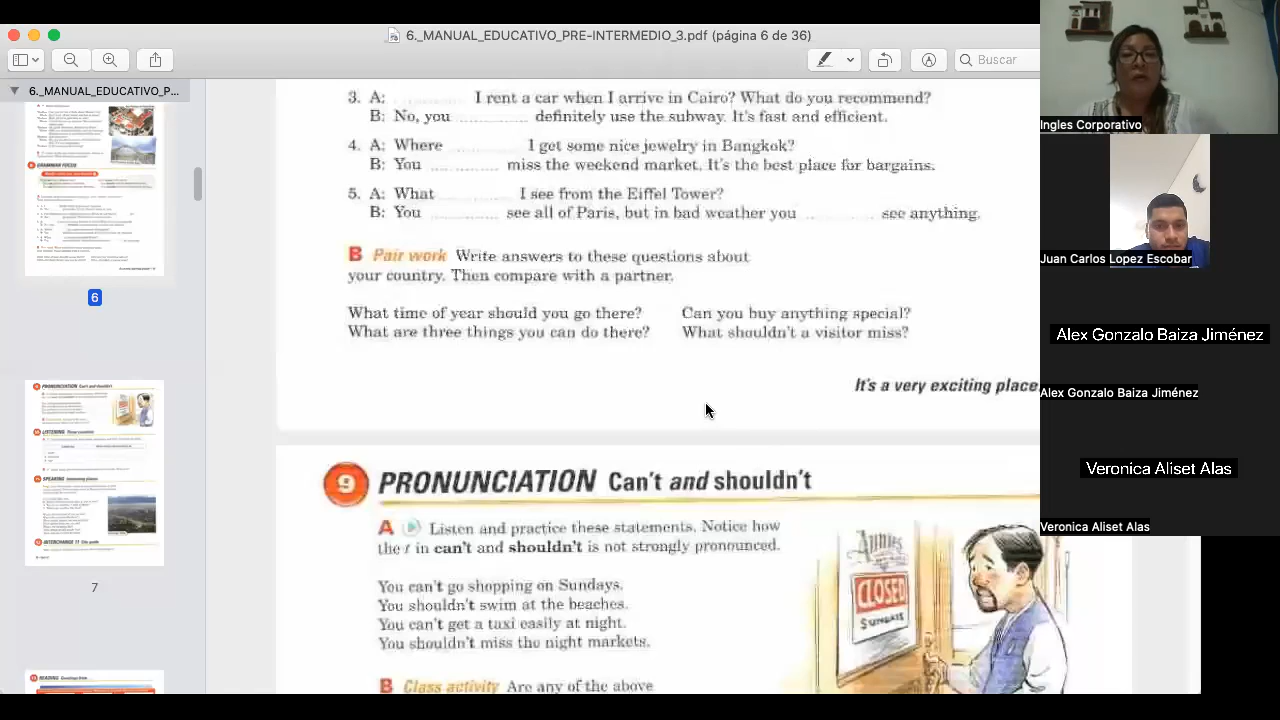 6._MANUAL_EDUCATIVO_PRE-INTERMEDIO_3.pdf (página 6 de 36)
Buscar
6._MANUAL_EDUCATIVO_P...
6
7
3. A: I rent a car when I arrive in Cairo? What do you recommend?
B: No, you definitely use the subway. It's fast and efficient.
4. A: Where I get some nice jewelry in Bangkok?
B: You miss the weekend market. It's the best place for bargains.
5. A: What I see from the Eiffel Tower?
B: You see all of Paris, but in bad weather, you see anything.
B Pair work Write answers to these questions about
your country. Then compare with a partner.
What time of year should you go there?
What are three things you can do there?
Can you buy anything special?
What shouldn't a visitor miss?
It's a very exciting place
9 PRONUNCIATION Can't and shouldn't
A Listen and practice these statements. Notice
the t in can't and shouldn't is not strongly pronounced.
You can't go shopping on Sundays.
You shouldn't swim at the beaches.
You can't get a taxi easily at night.
You shouldn't miss the night markets.
B Class activity Are any of the above
CLOSED
SUNDAYS
Ingles Corporativo
Juan Carlos Lopez Escobar
Alex Gonzalo Baiza Jiménez
Alex Gonzalo Baiza Jiménez
Veronica Aliset Alas
Veronica Aliset Alas